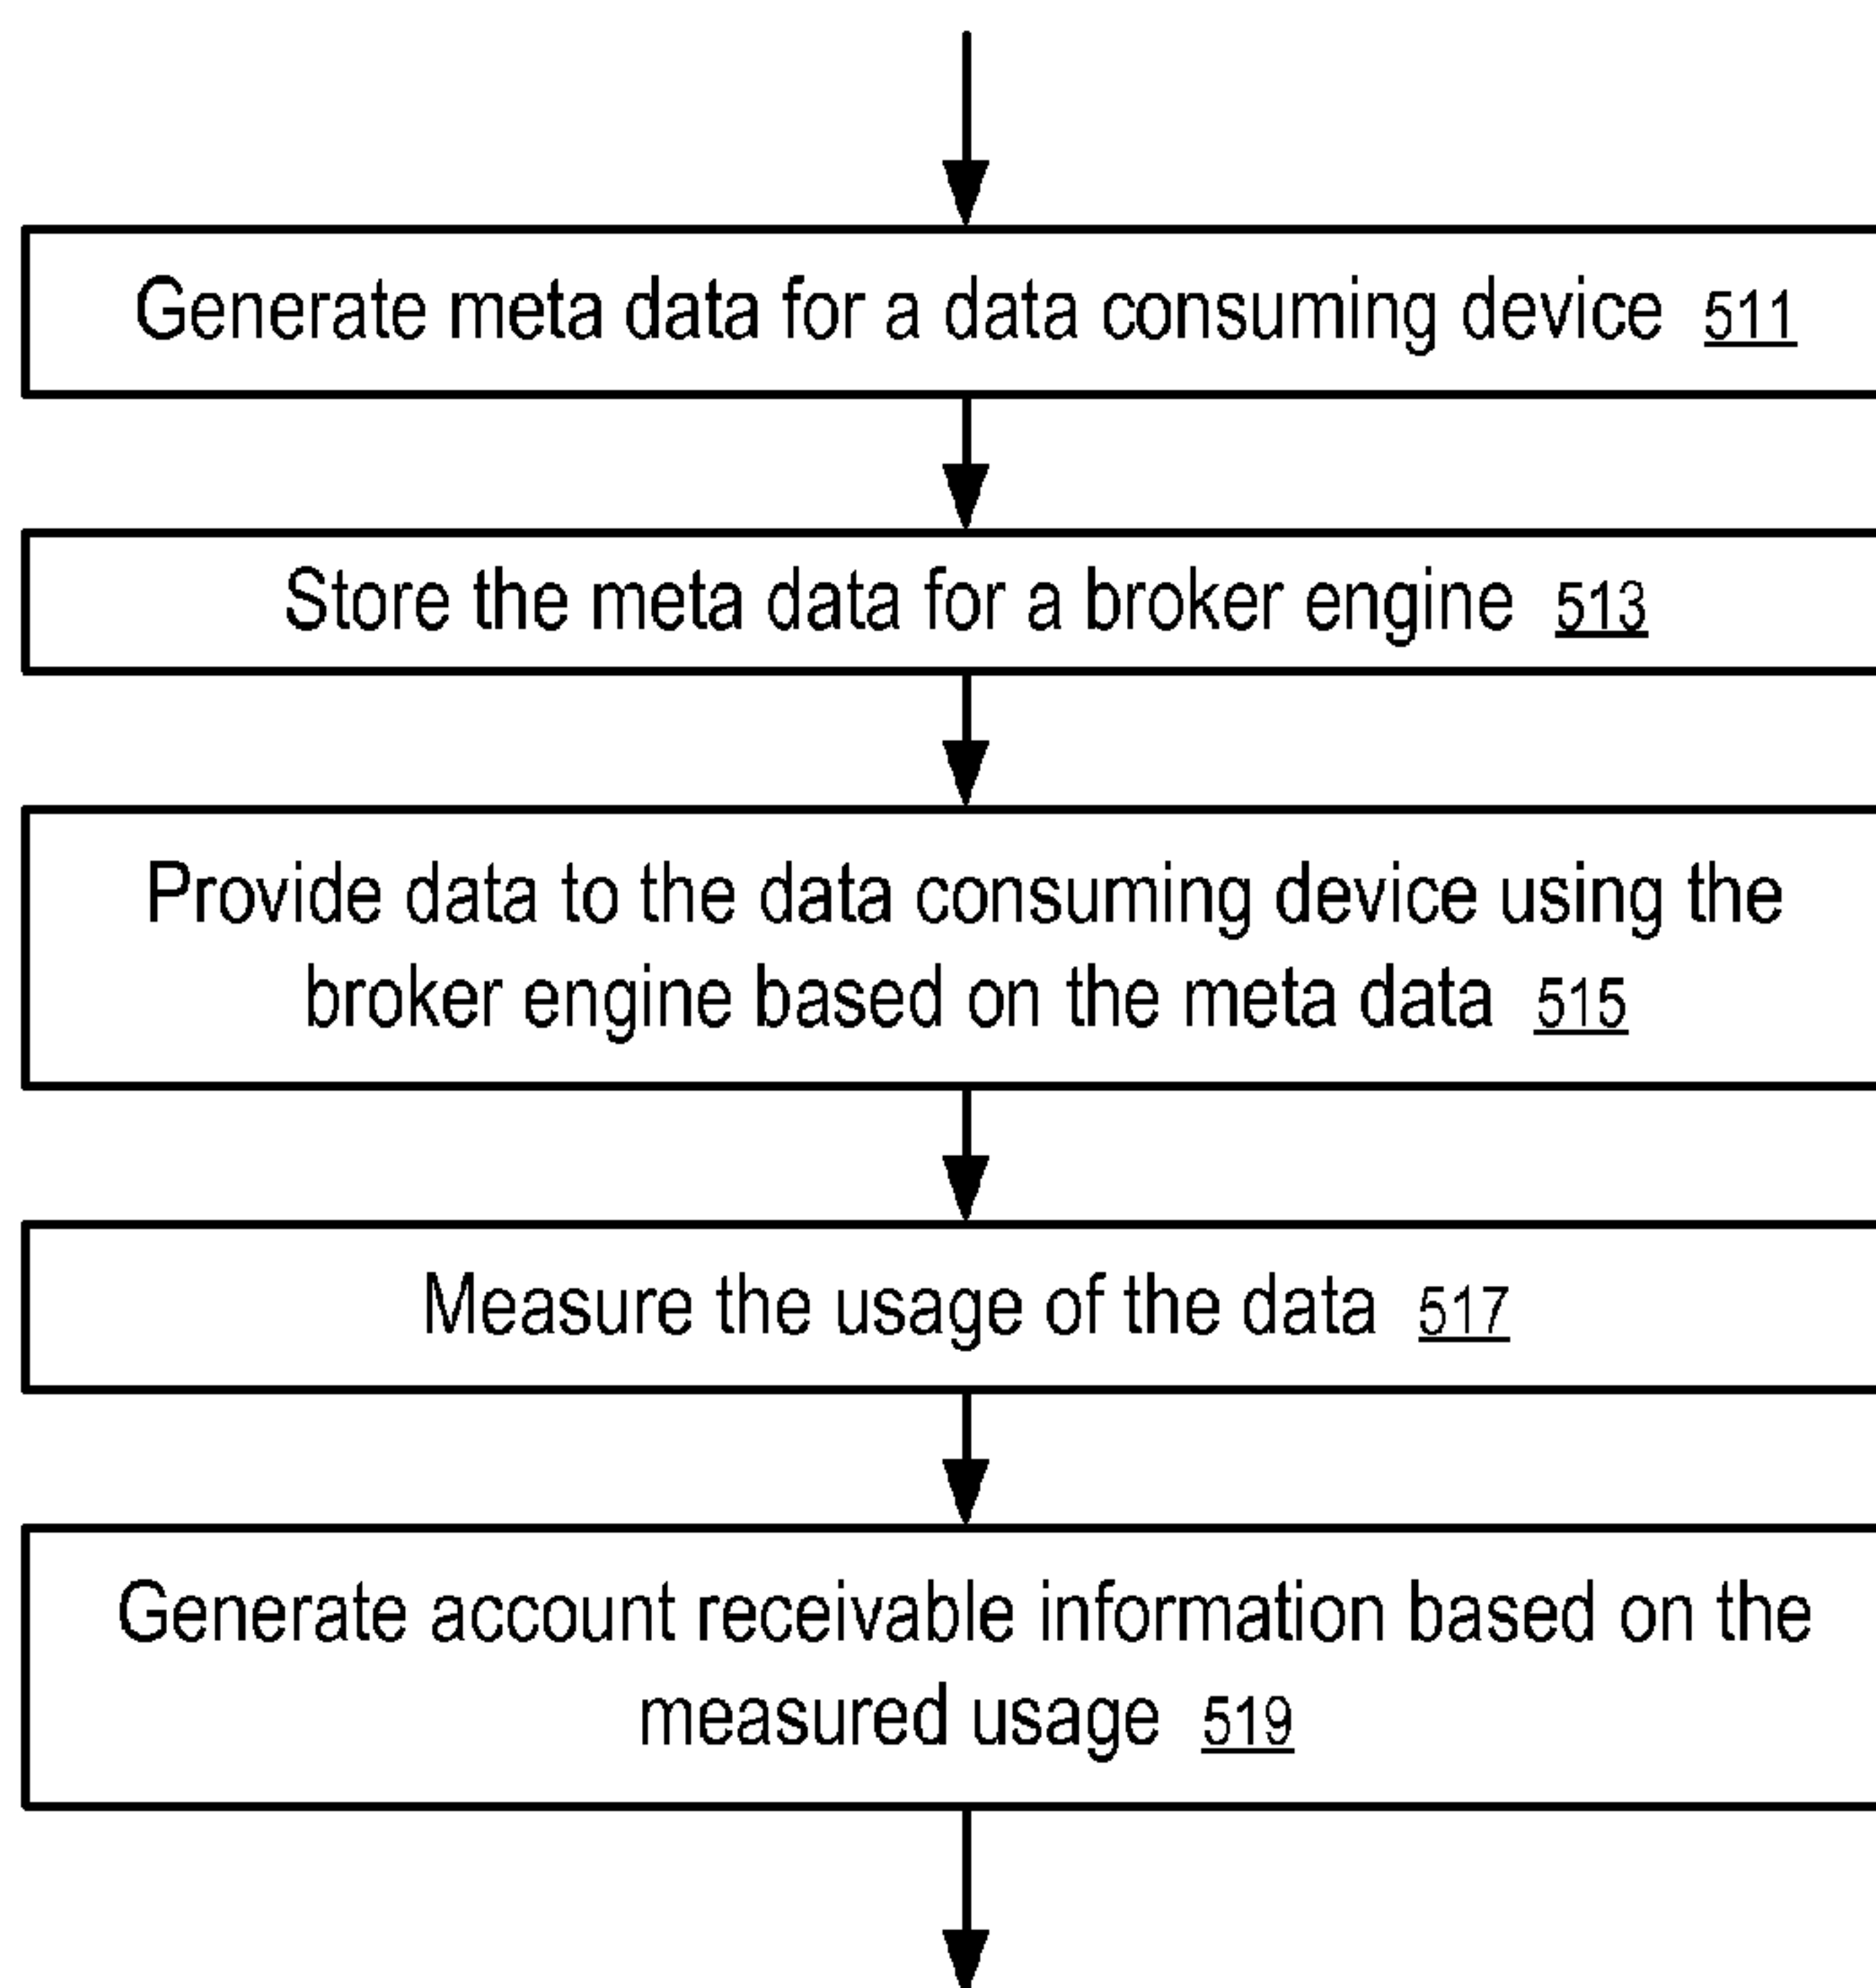 Generate meta data for a data consuming device 511
Store the meta data for a broker engine 513
Provide data to the data consuming device using the
broker engine based on the meta data 515
Measure the usage of the data 517
Generate account receivable information based on the
measured usage 519